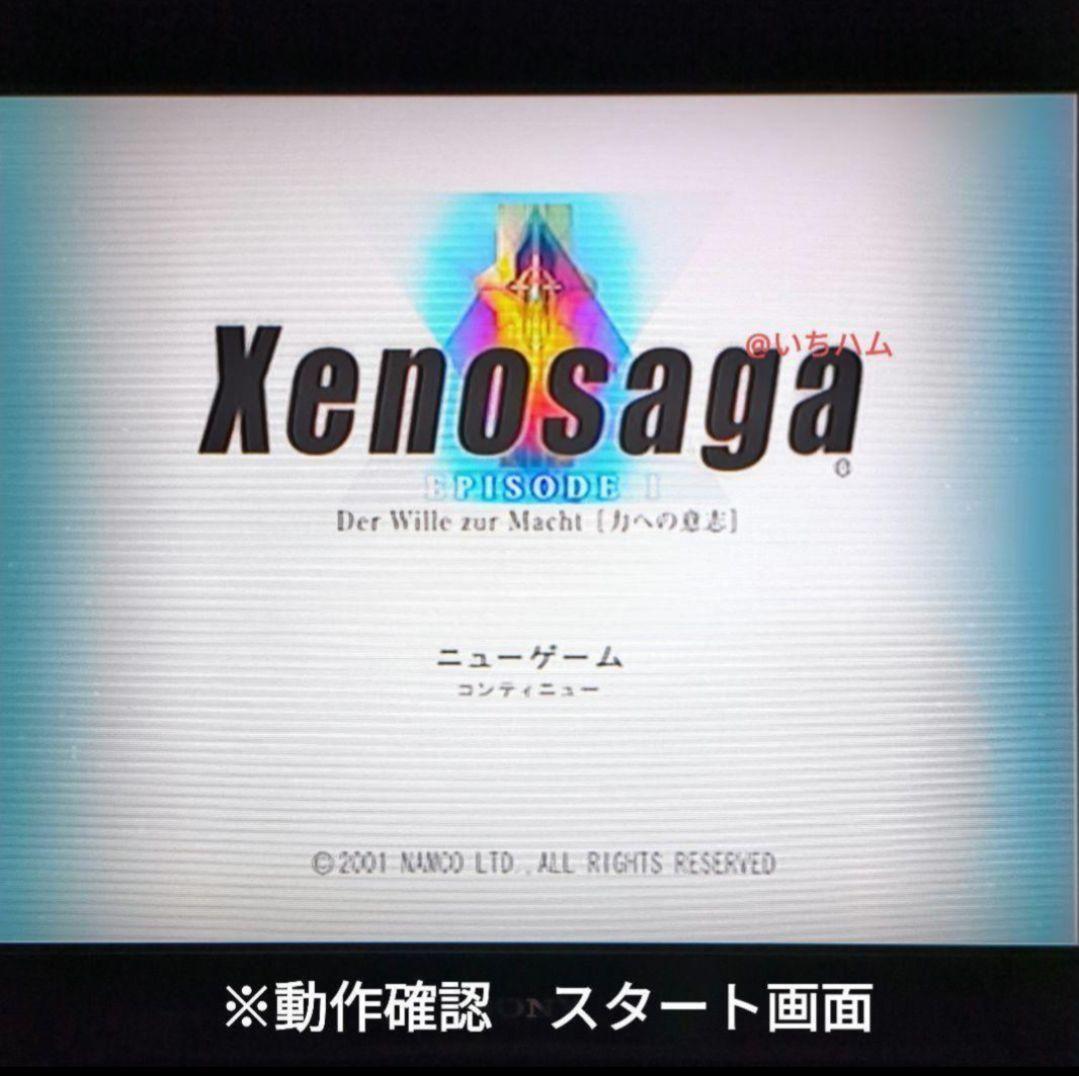 @いちハム
Xenosaga
®
EPISODE I
Der Wille zur Macht [力への意志]
ニューゲーム
コンティニュー
©2001 NAMCO LTD., ALL RIGHTS RESERVED
※動作確認 スタート画面